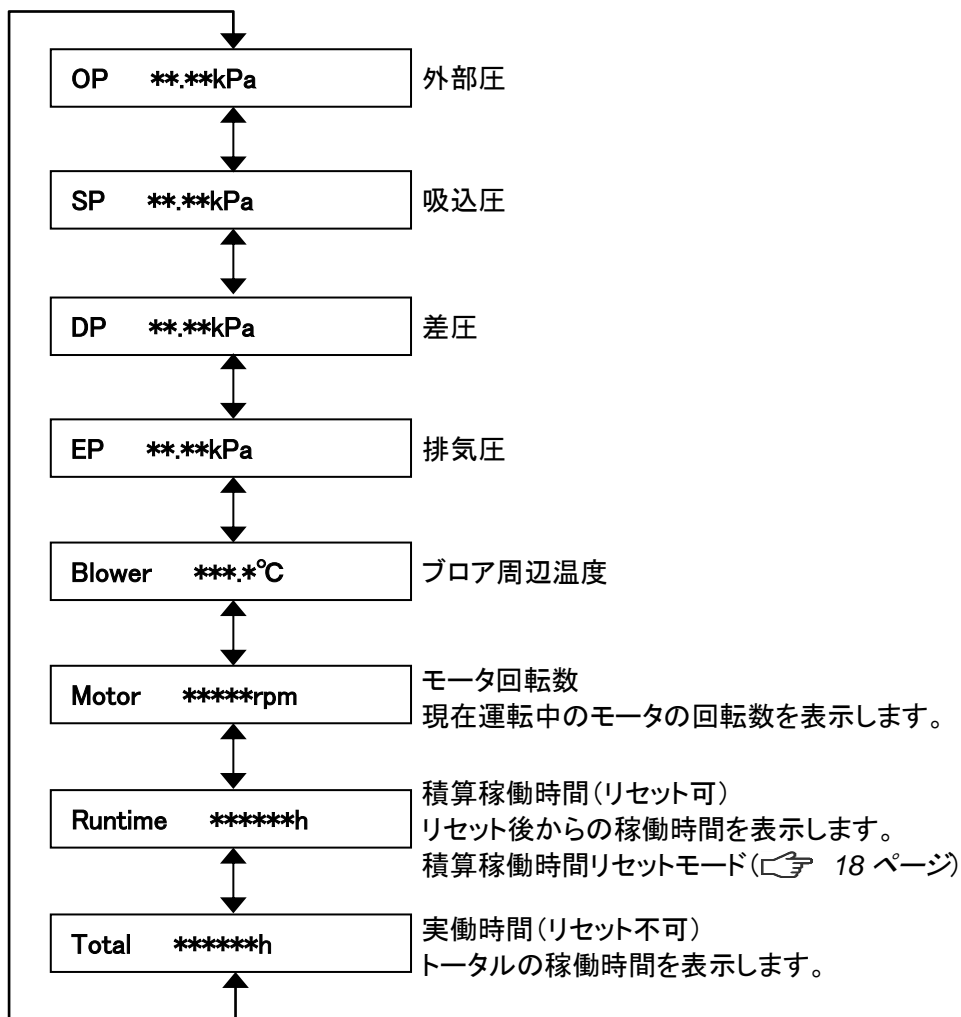 OP **.**kPa 外部圧
SP **.**kPa 吸込圧
DP **.**kPa 差圧
EP **.**kPa 排気圧
Blower ***.*℃ ブロア周辺温度
Motor *****rpm
モータ回転数
現在運転中のモータの回転数を表示します。
Runtime ******h
積算稼働時間(リセット可)
リセット後からの稼働時間を表示します。
積算稼働時間リセットモード(☞ 18 ページ)
Total ******h
実働時間(リセット不可)
トータルの稼働時間を表示します。